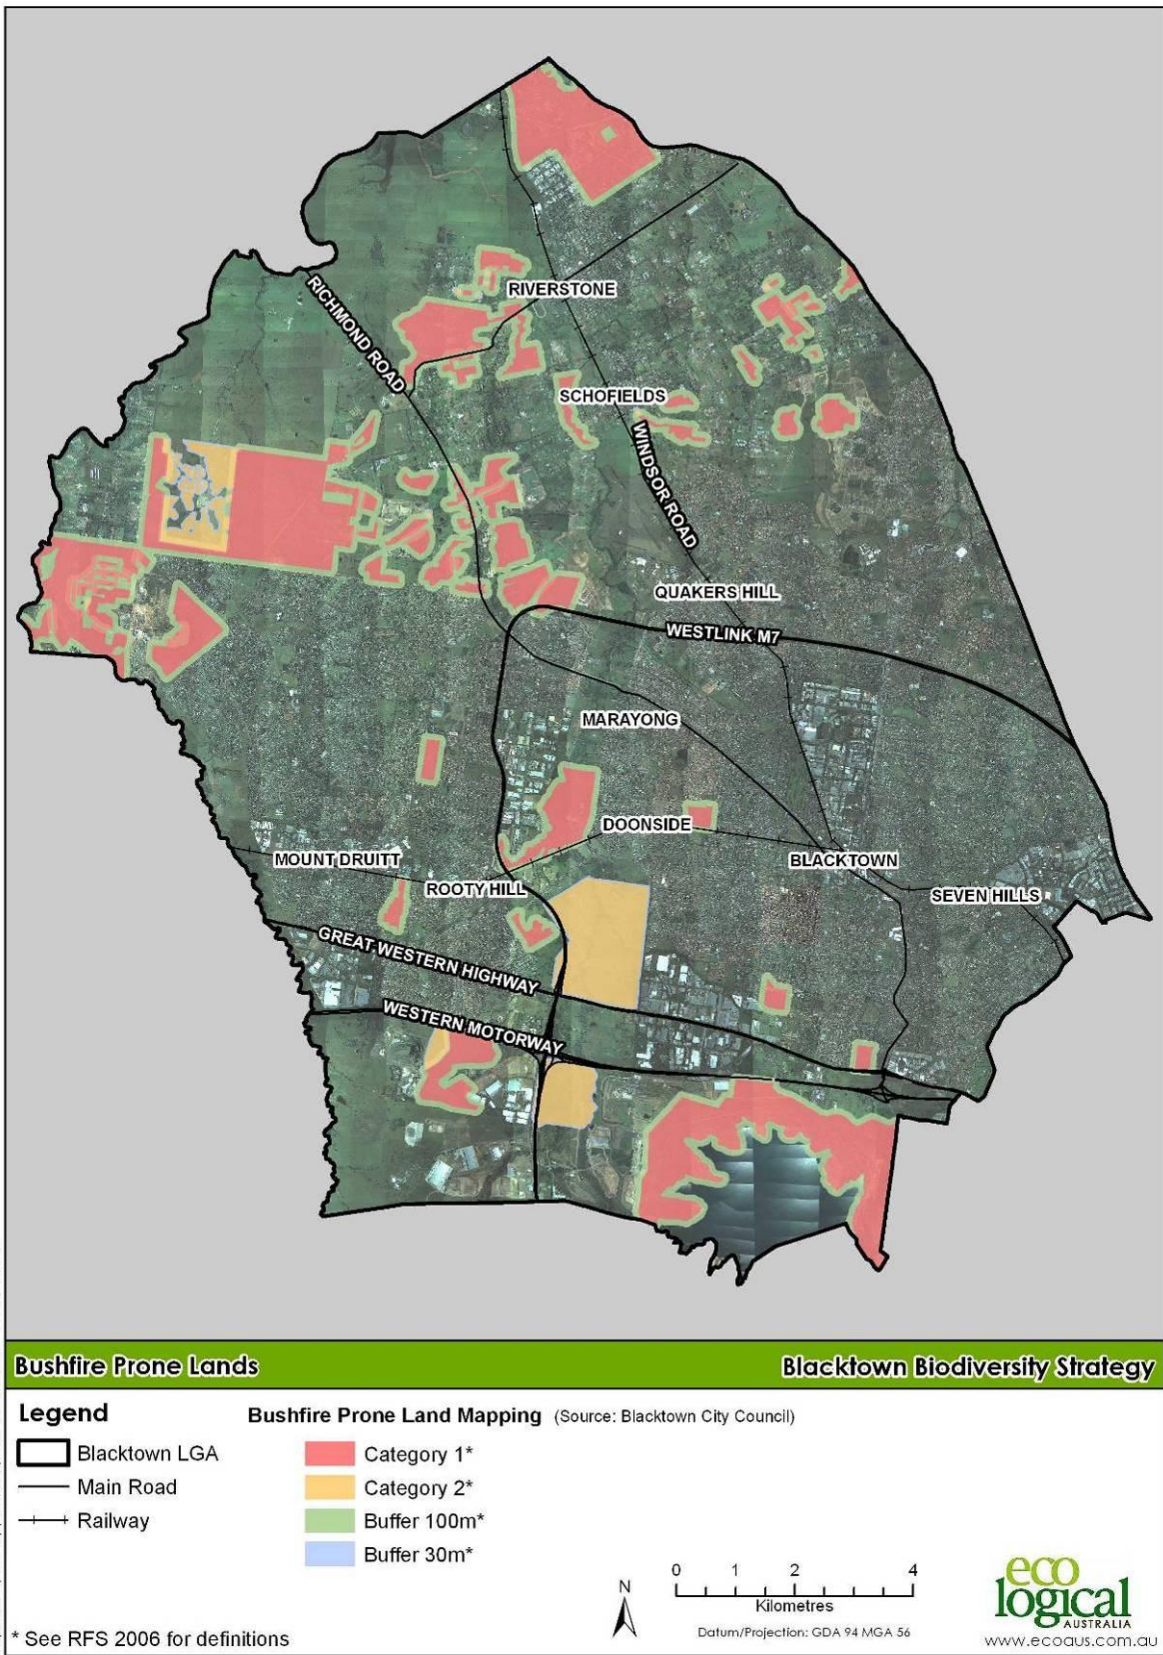 RIVERSTONE
RICHMOND ROAD
SCHOFIELDS
WINDSOR ROAD
QUAKERS HILL
WESTLINK M7
MARAYONG
DOONSIDE
MOUNT DRUITT
BLACKTOWN
ROOTY HILL
SEVEN HILLS
GREAT WESTERN HIGHWAY
WESTERN MOTORWAY
Bushfire Prone Lands
Blacktown Biodiversity Strategy
Legend
Blacktown LGA
Main Road
Railway
Bushfire Prone Land Mapping (Source: Blacktown City Council)
Category 1*
Category 2*
Buffer 100m*
Buffer 30m*
* See RFS 2006 for definitions
N
0 1 2 4
Kilometres
Datum/Projection: GDA 94 MGA 56
eco
logical
AUSTRALIA
www.ecoaus.com.au